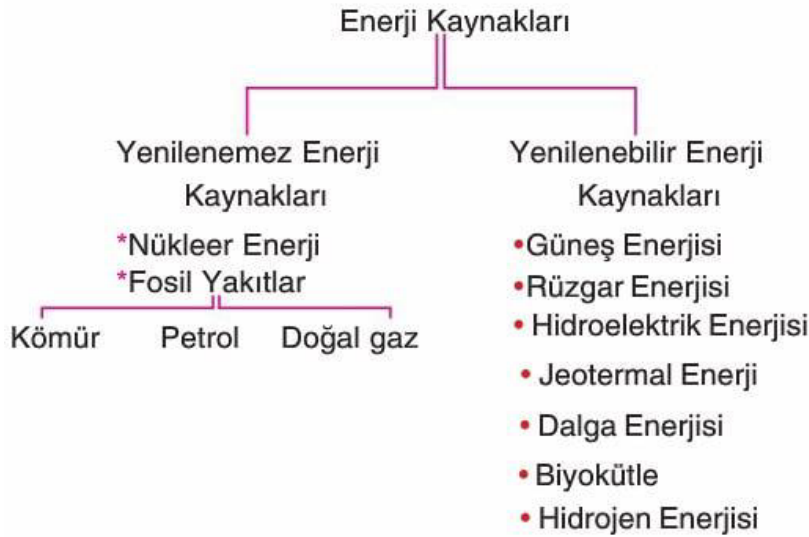 Enerji Kaynakları
Yenilenemez Enerji
Kaynakları
*Nükleer Enerji
*Fosil Yakıtlar
Kömür Petrol Doğal gaz
Yenilenebilir Enerji
Kaynakları
•Güneş Enerjisi
•Rüzgar Enerjisi
•Hidroelektrik Enerjisi
• Jeotermal Enerji
• Dalga Enerjisi
• Biyokütle
• Hidrojen Enerjisi